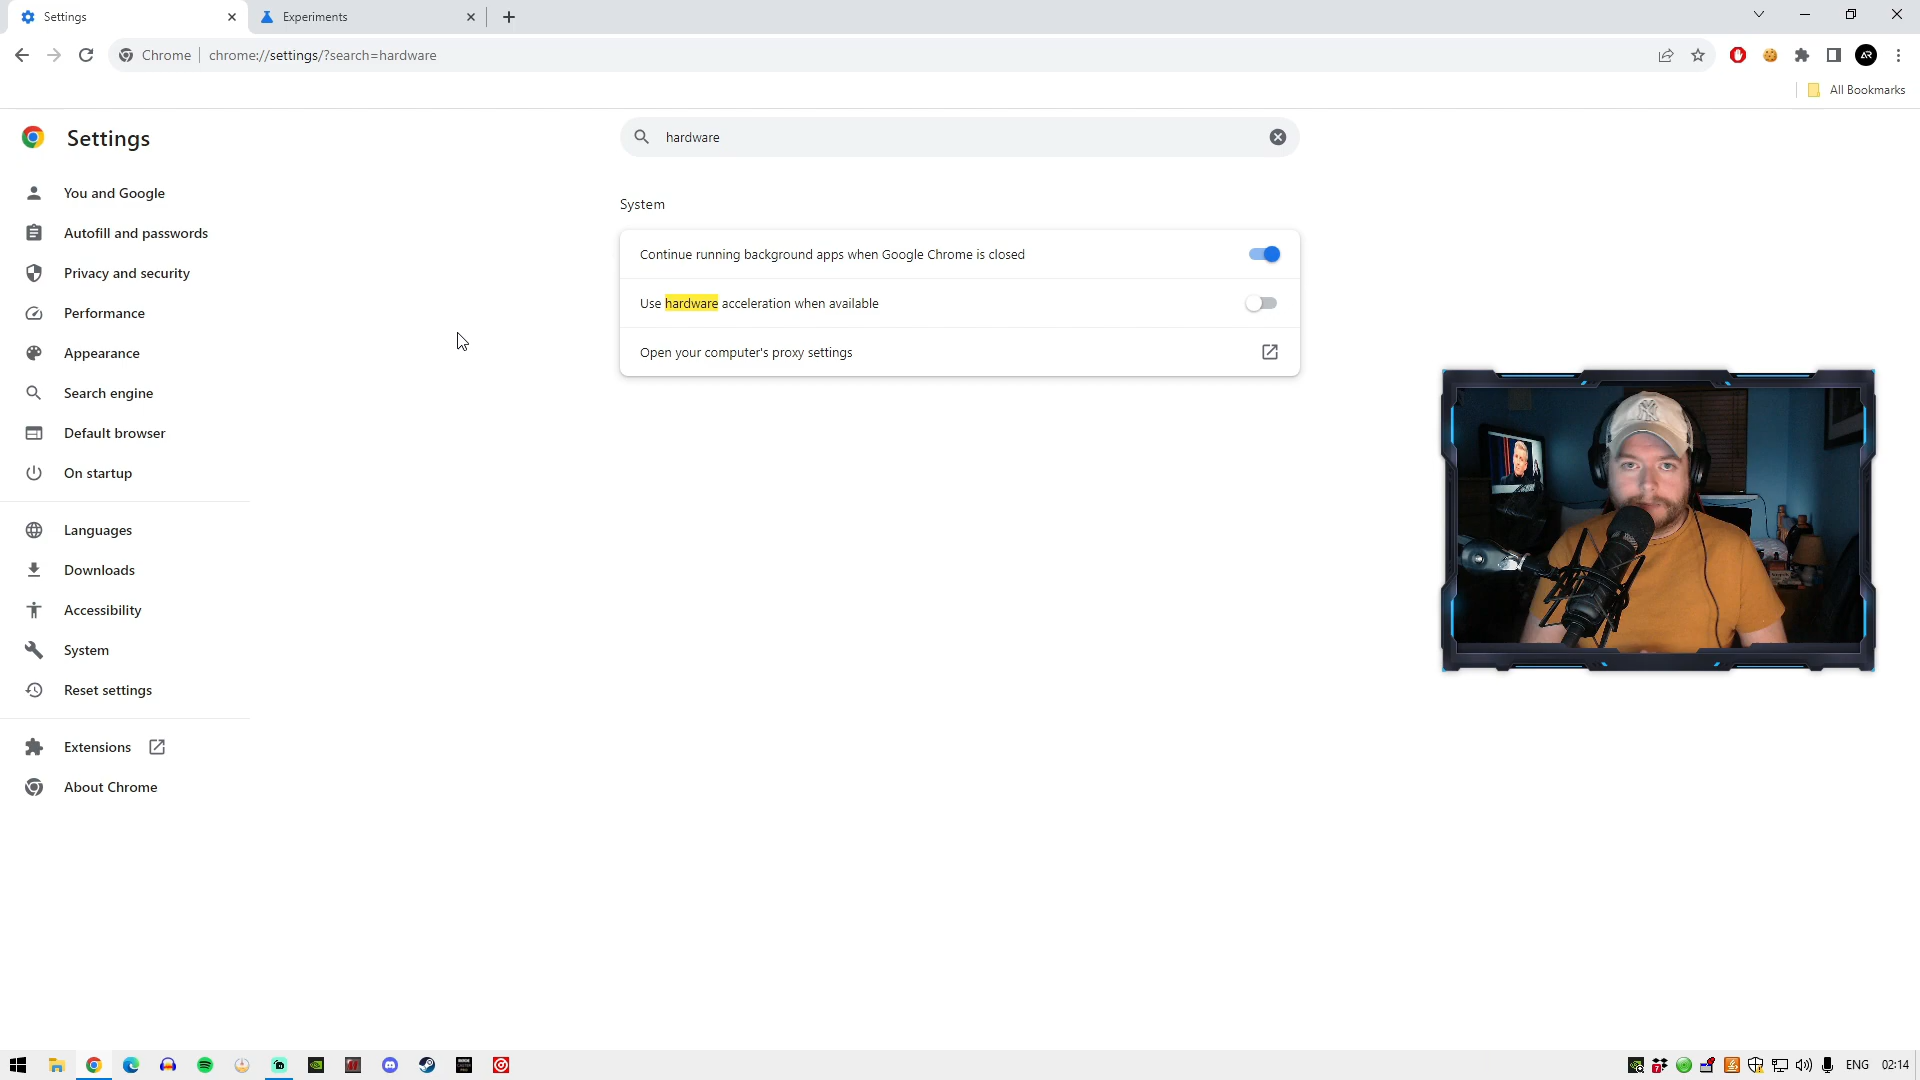 Settings
Experiments
Chrome
chrome://settings/?search=hardware
AR
All Bookmarks
Settings
hardware
You and Google
Autofill and passwords
Privacy and security
Performance
Appearance
Search engine
Default browser
On startup
Languages
Downloads
Accessibility
System
Reset settings
Extensions
About Chrome
System
Continue running background apps when Google Chrome is closed
Use hardware acceleration when available
Open your computer's proxy settings
NY
ENG
02:14